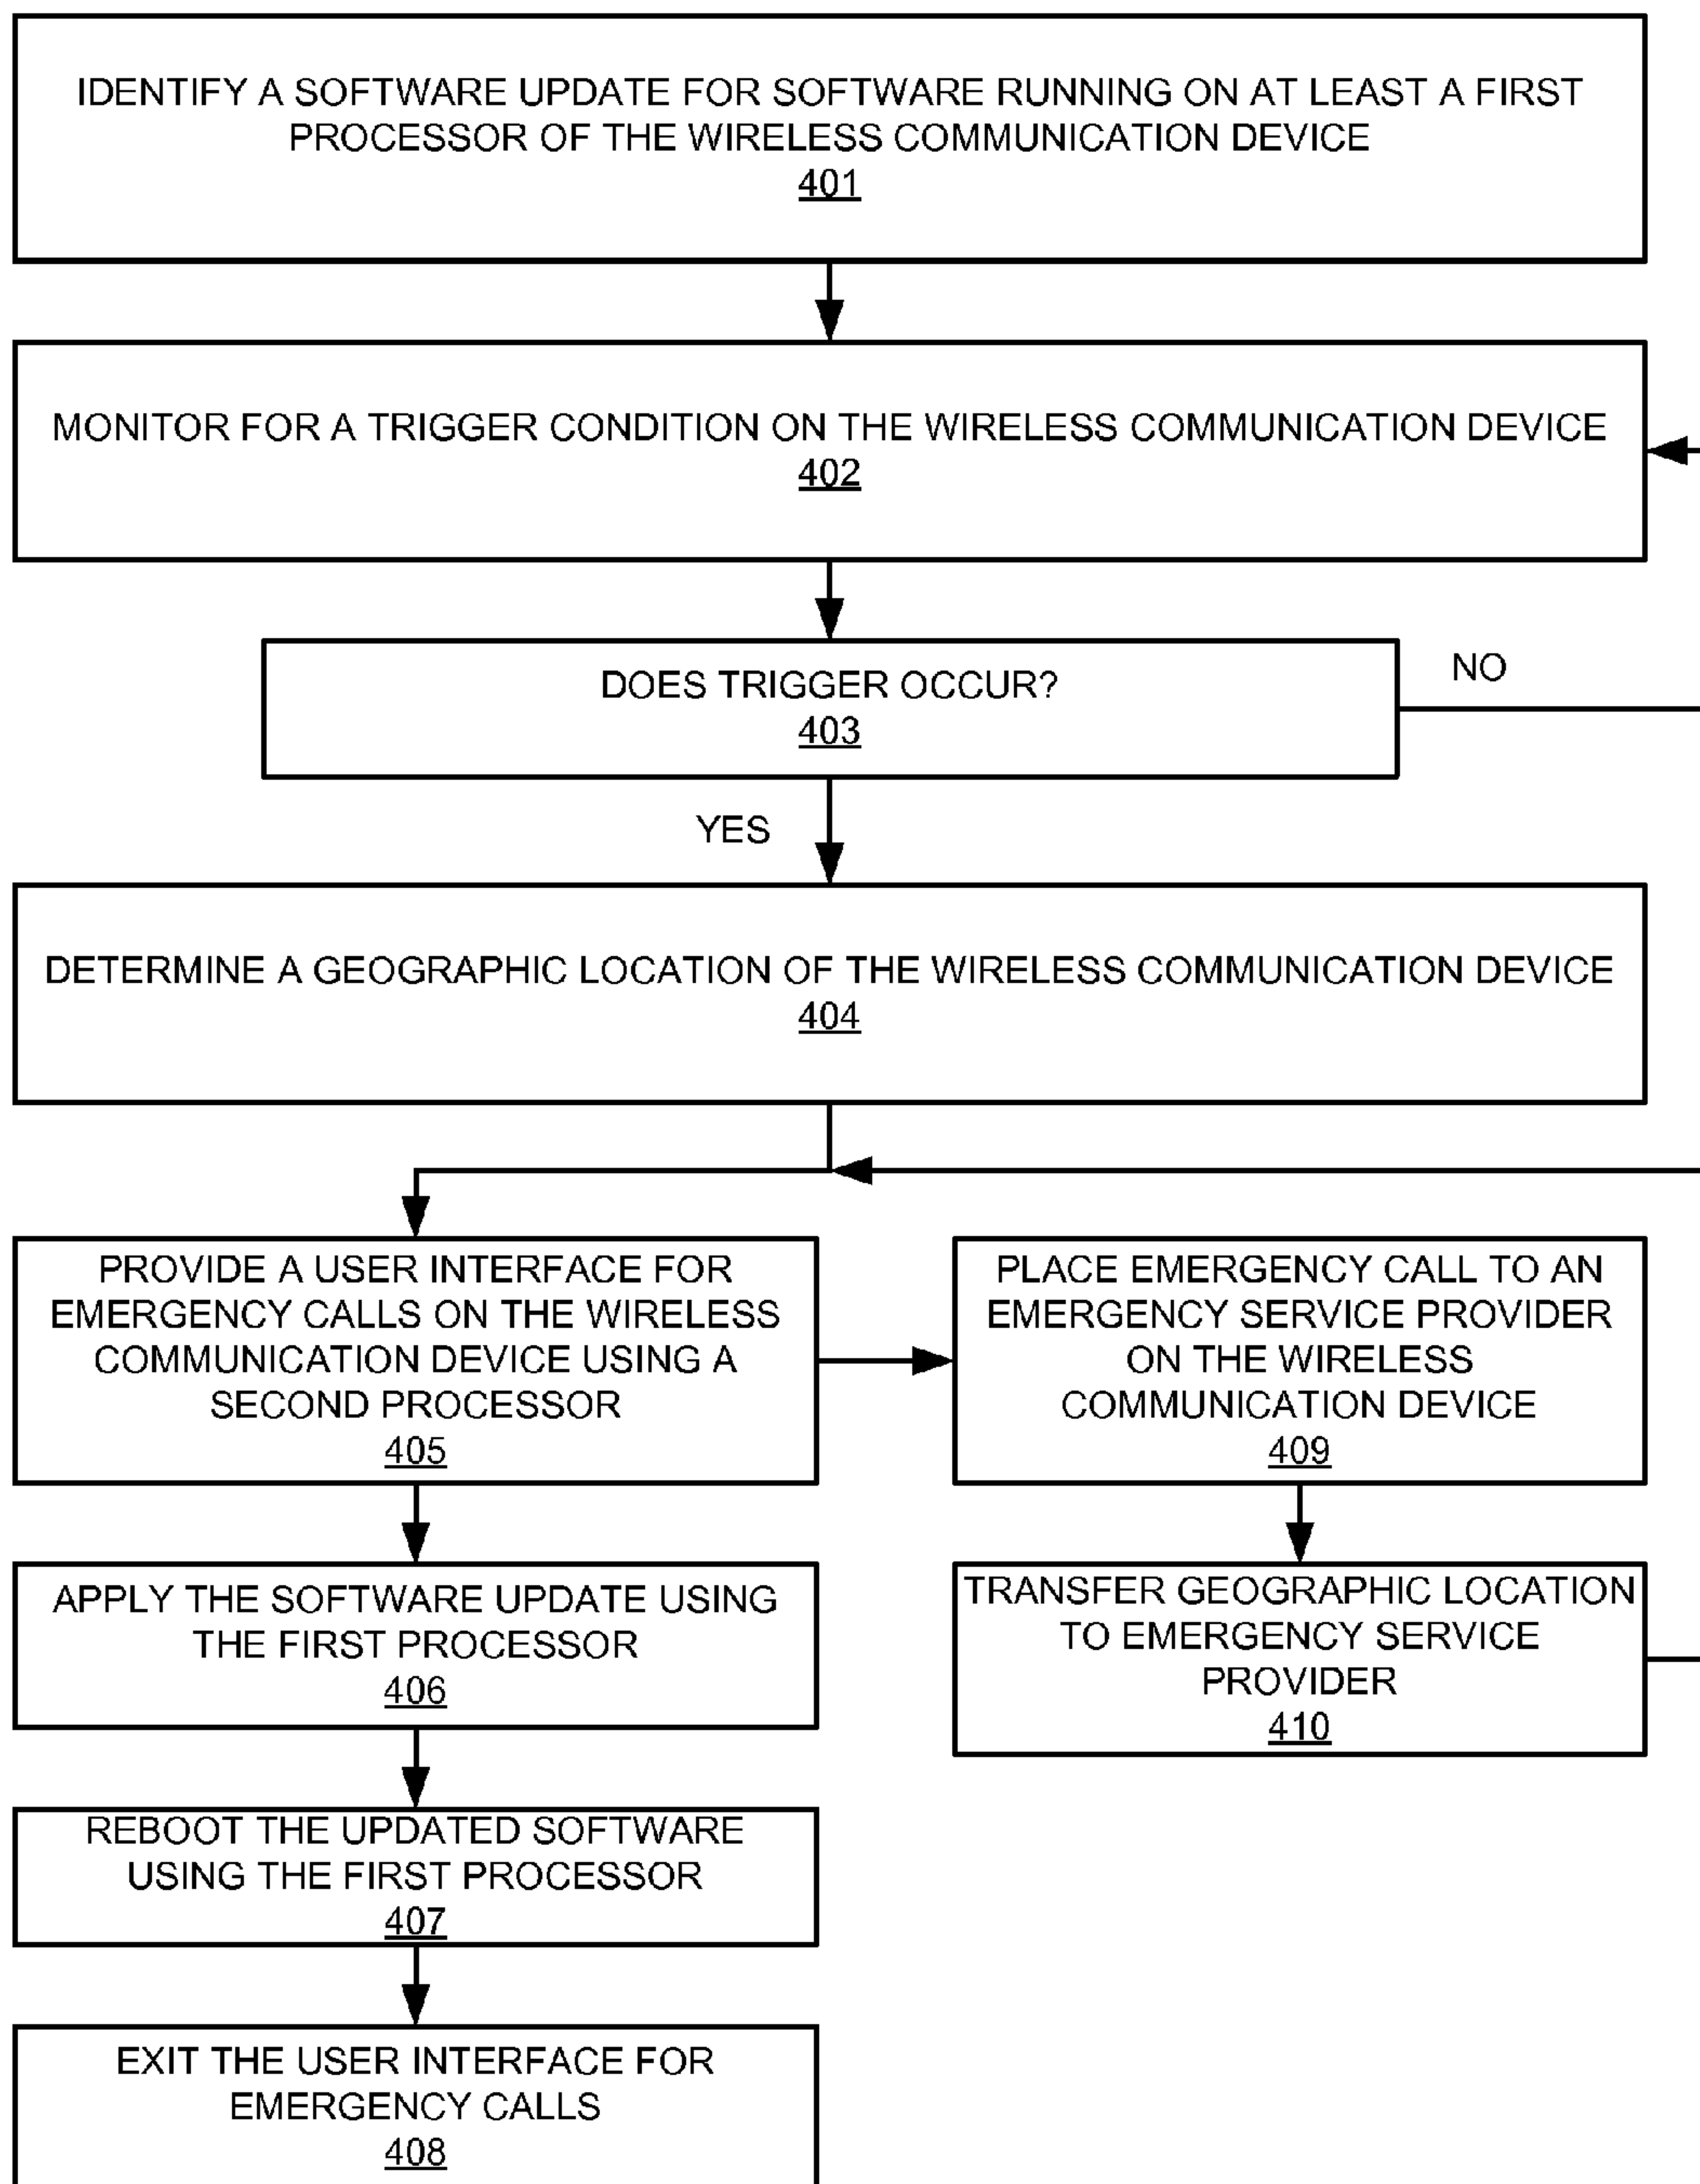 IDENTIFY A SOFTWARE UPDATE FOR SOFTWARE RUNNING ON AT LEAST A FIRST
PROCESSOR OF THE WIRELESS COMMUNICATION DEVICE
401
MONITOR FOR A TRIGGER CONDITION ON THE WIRELESS COMMUNICATION DEVICE
402
DOES TRIGGER OCCUR?
403
NO
YES
DETERMINE A GEOGRAPHIC LOCATION OF THE WIRELESS COMMUNICATION DEVICE
404
PROVIDE A USER INTERFACE FOR
EMERGENCY CALLS ON THE WIRELESS
COMMUNICATION DEVICE USING A
SECOND PROCESSOR
405
PLACE EMERGENCY CALL TO AN
EMERGENCY SERVICE PROVIDER
ON THE WIRELESS
COMMUNICATION DEVICE
409
APPLY THE SOFTWARE UPDATE USING
THE FIRST PROCESSOR
406
TRANSFER GEOGRAPHIC LOCATION
TO EMERGENCY SERVICE
PROVIDER
410
REBOOT THE UPDATED SOFTWARE
USING THE FIRST PROCESSOR
407
EXIT THE USER INTERFACE FOR
EMERGENCY CALLS
408